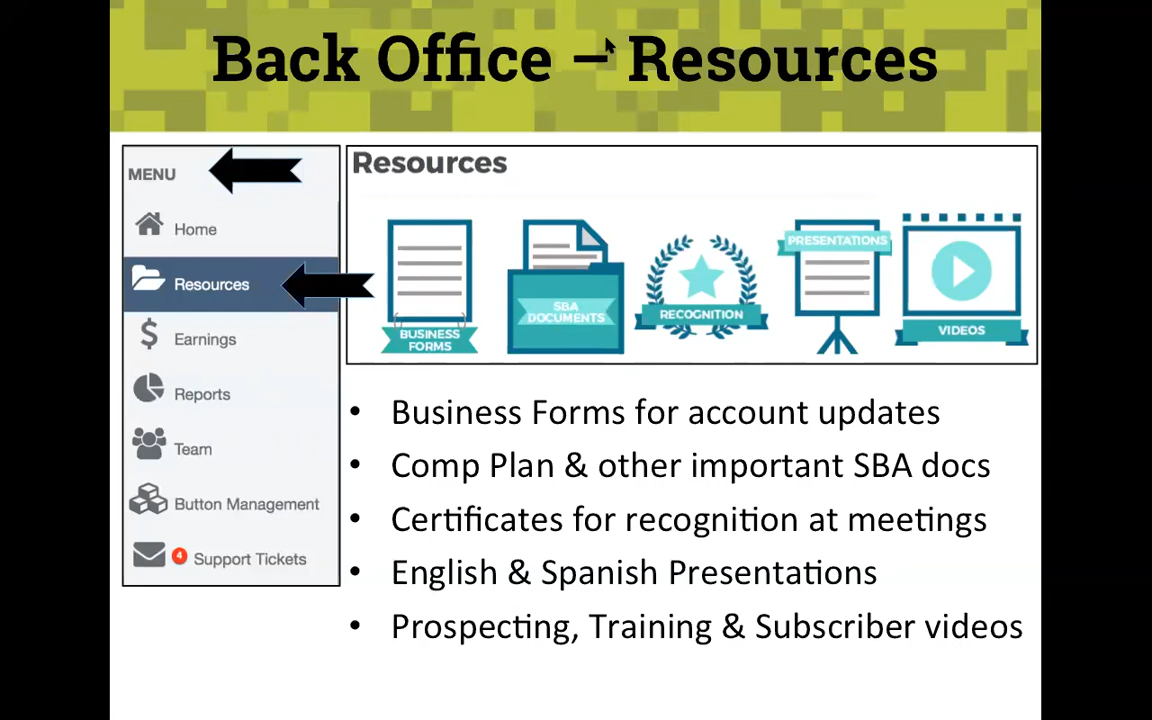 Back Office – Resources
MENU
Home
Resources
Earnings
Reports
Team
Button Management
4 Support Tickets
Resources
BUSINESS
FORMS
SBA
DOCUMENTS
RECOGNITION
PRESENTATIONS
VIDEOS
• Business Forms for account updates
• Comp Plan & other important SBA docs
• Certificates for recognition at meetings
• English & Spanish Presentations
• Prospecting, Training & Subscriber videos